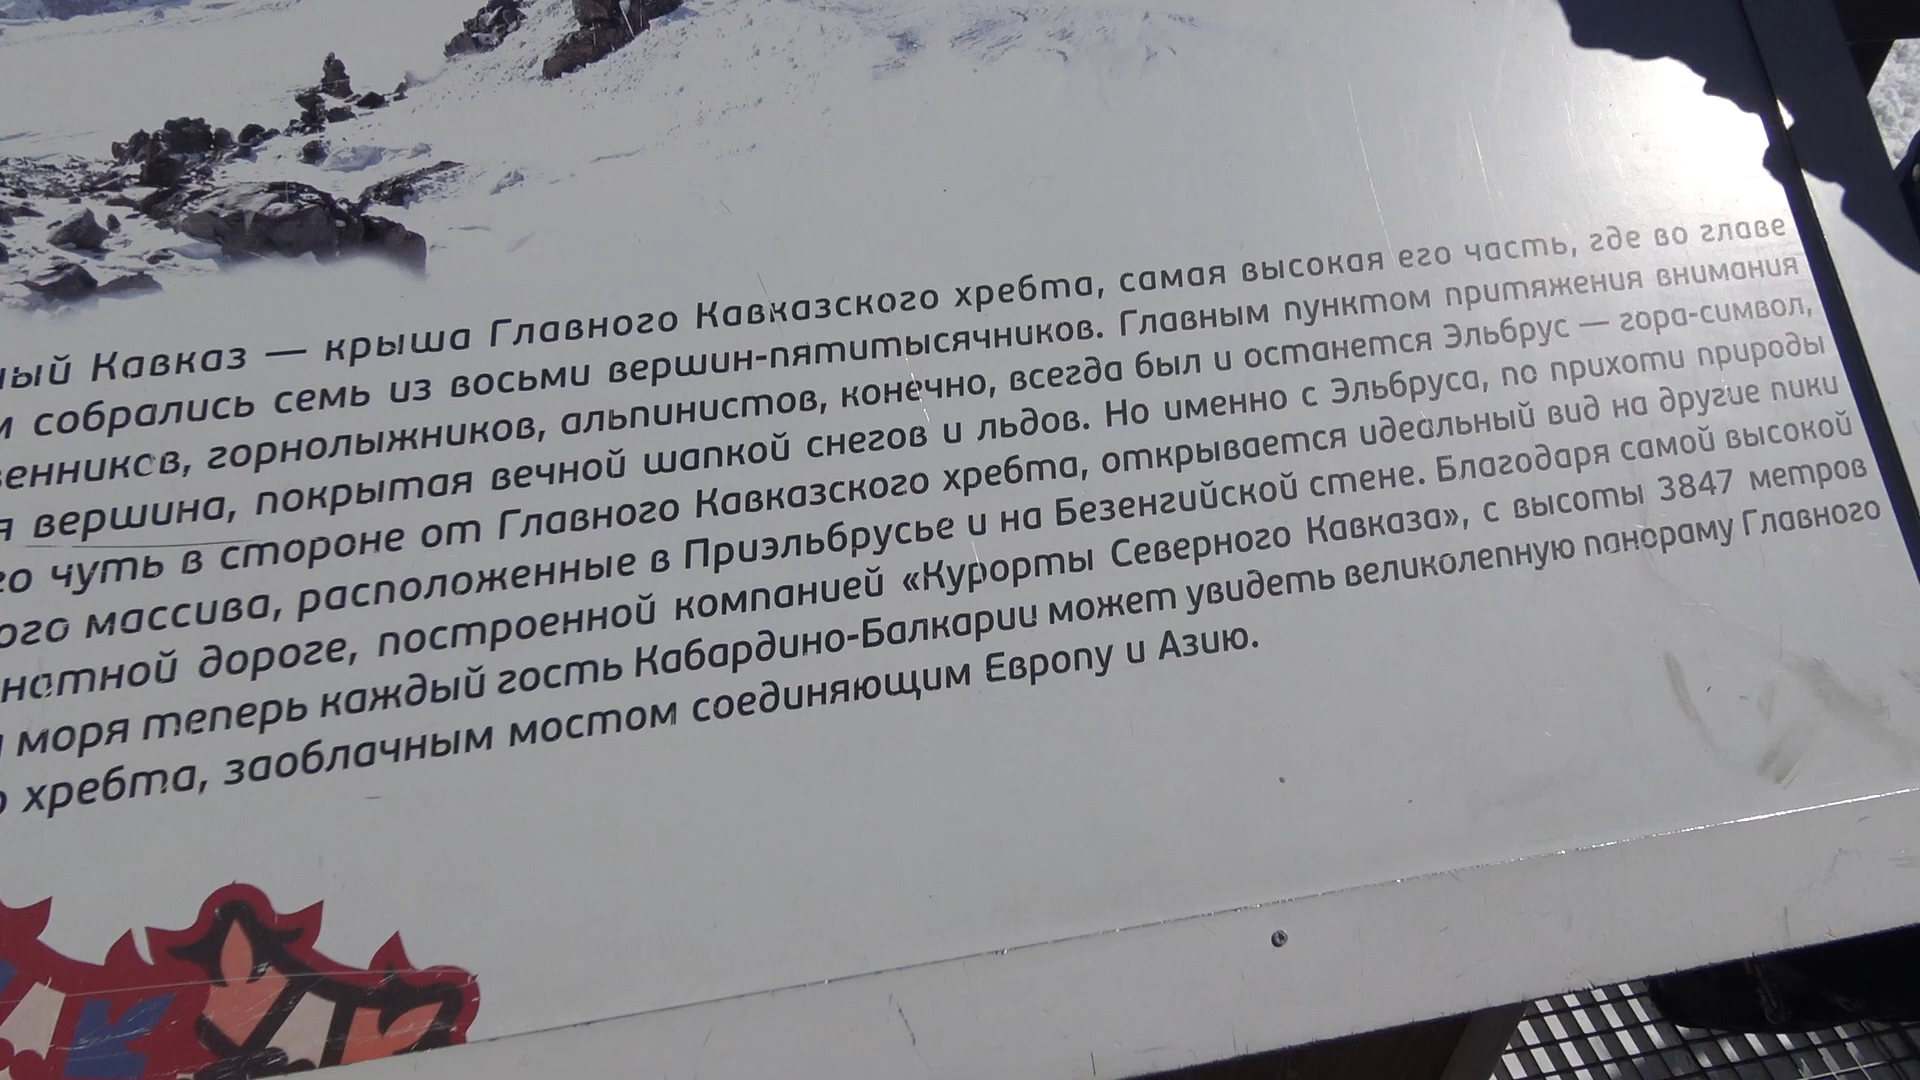 ный Кавказ — крыша Главного Кавказского хребта, самая высокая его часть, где во главе
собрались семь из восьми вершин-пятитысячников. Главным пунктом притяжения внимания
венников, горнолыжников, альпинистов, конечно, всегда был и останется Эльбрус — гора-символ,
я вершина, покрытая вечной шапкой снегов и льдов. Но именно с Эльбруса, по прихоти природы
го чуть в стороне от Главного Кавказского хребта, открывается идеальный вид на другие пики
ого массива, расположенные в Приэльбрусье и на Безенгийской стене. Благодаря самой высокой
натной дороге, построенной компанией «Курорты Северного Кавказа», с высоты 3847 метров
моря теперь каждый гость Кабардино-Балкарии может увидеть великолепную панораму Главного
хребта, заоблачным мостом соединяющим Европу и Азию.